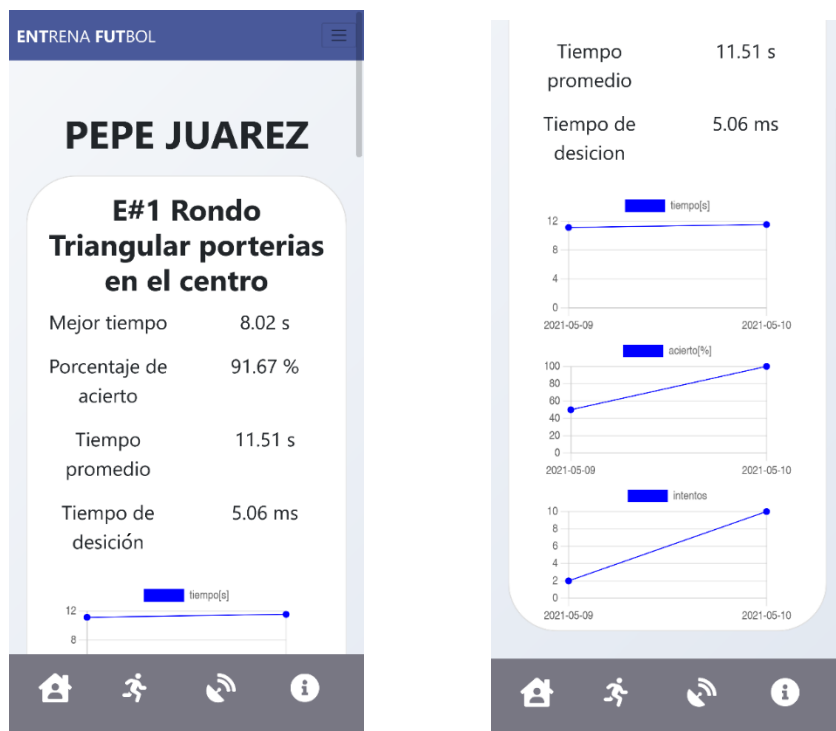 ENTRENA FUTBOL
PEPE JUAREZ
E#1 Rondo
Triangular porterias
en el centro
Mejor tiempo 8.02 s
Porcentaje de 91.67 %
acierto
Tiempo 11.51 s
promedio
Tiempo de 5.06 ms
desición
tiempo[s]
12
8
Tiempo 11.51 s
promedio
Tiempo de 5.06 ms
desicion
tiempo[s]
12
8
4
0
2021-05-09 2021-05-10
acierto[%]
100
80
60
40
20
0
2021-05-09 2021-05-10
intentos
10
8
6
4
2
0
2021-05-09 2021-05-10